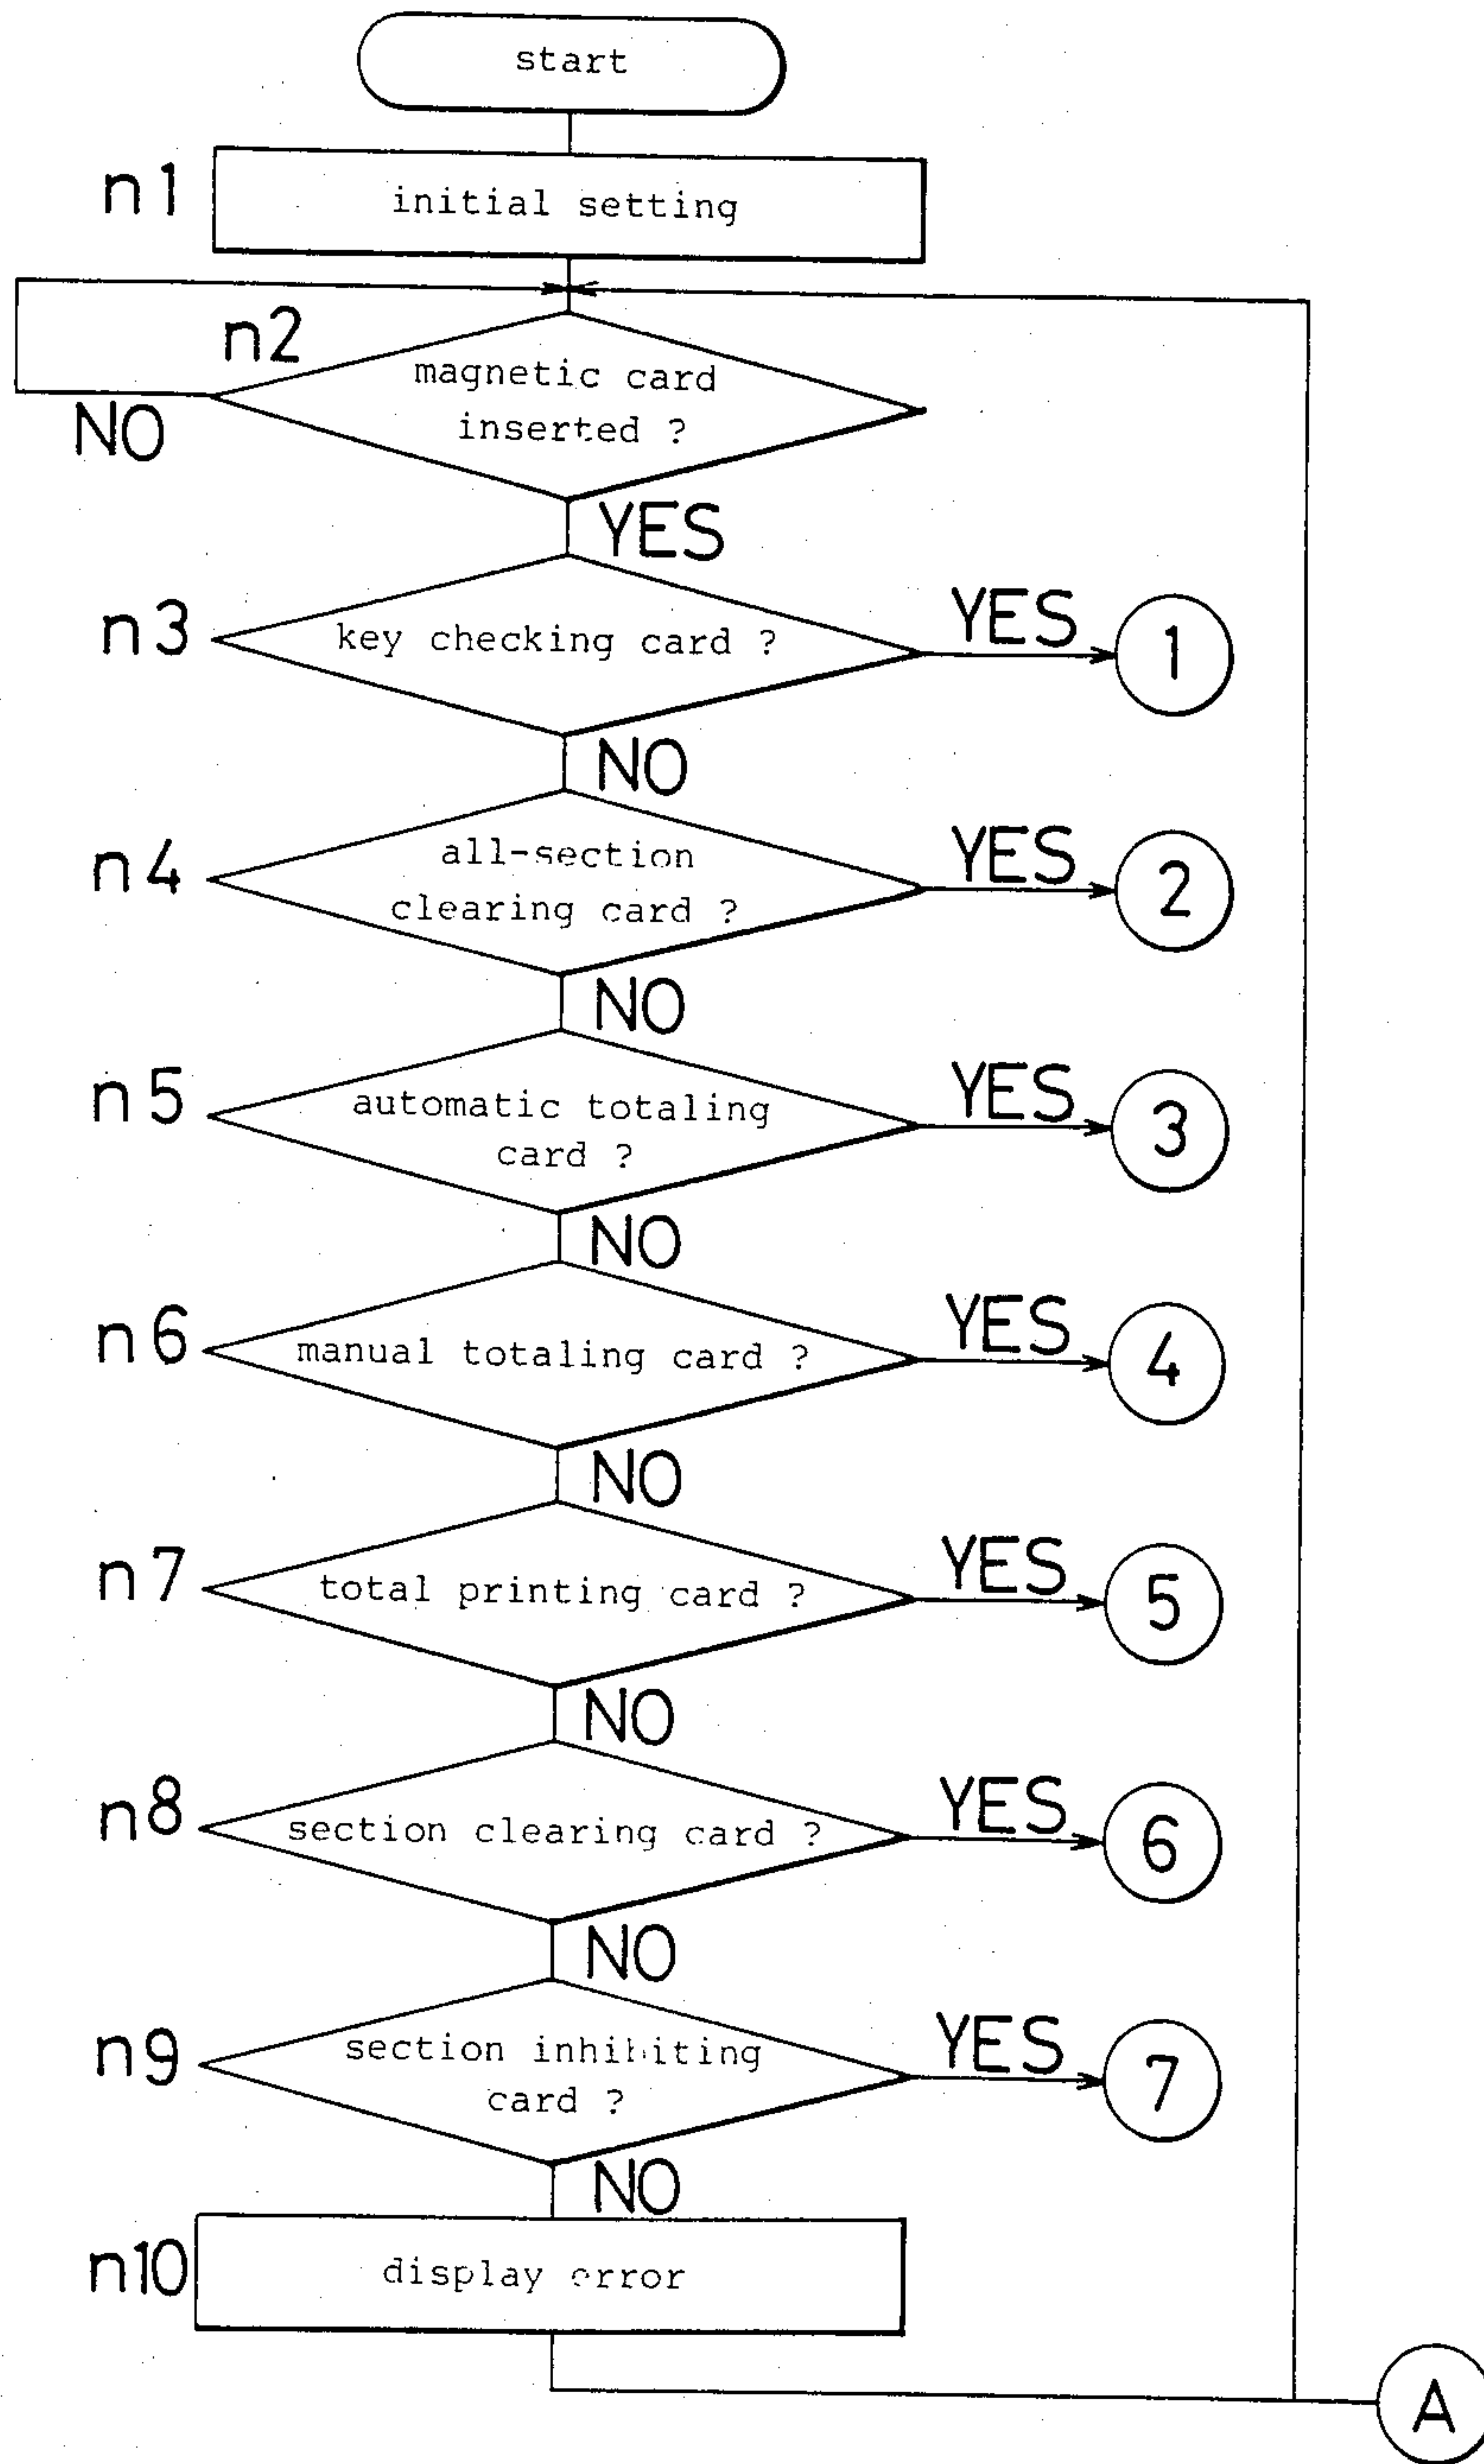 start
n1
initial setting
n2
magnetic card
inserted ?
NO
YES
n3
key checking card ?
YES
1
NO
n4
all-section
clearing card ?
YES
2
NO
n5
automatic totaling
card ?
YES
3
NO
n6
manual totaling card ?
YES
4
NO
n7
total printing card ?
YES
5
NO
n8
section clearing card ?
YES
6
NO
n9
section inhibiting
card ?
YES
7
NO
n10
display error
A